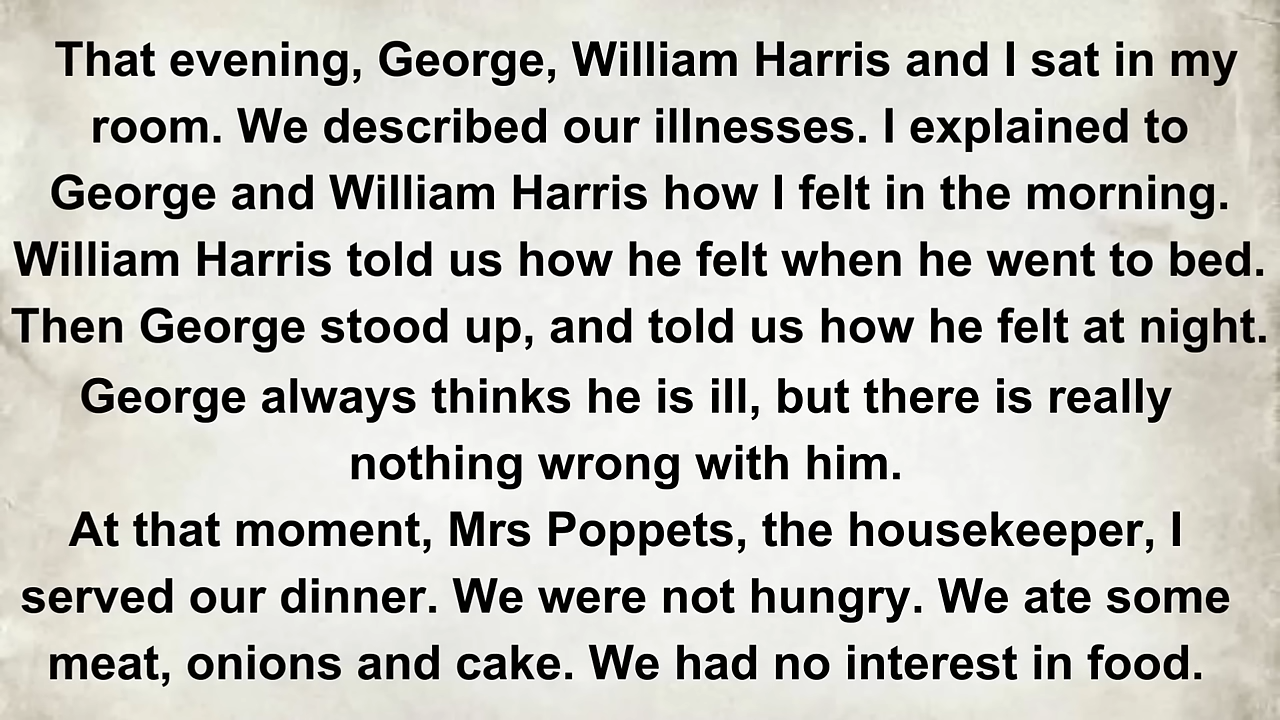 That evening, George, William Harris and I sat in my
room. We described our illnesses. I explained to
George and William Harris how I felt in the morning.
William Harris told us how he felt when he went to bed.
Then George stood up, and told us how he felt at night.
George always thinks he is ill, but there is really
nothing wrong with him.
At that moment, Mrs Poppets, the housekeeper, I
served our dinner. We were not hungry. We ate some
meat, onions and cake. We had no interest in food.